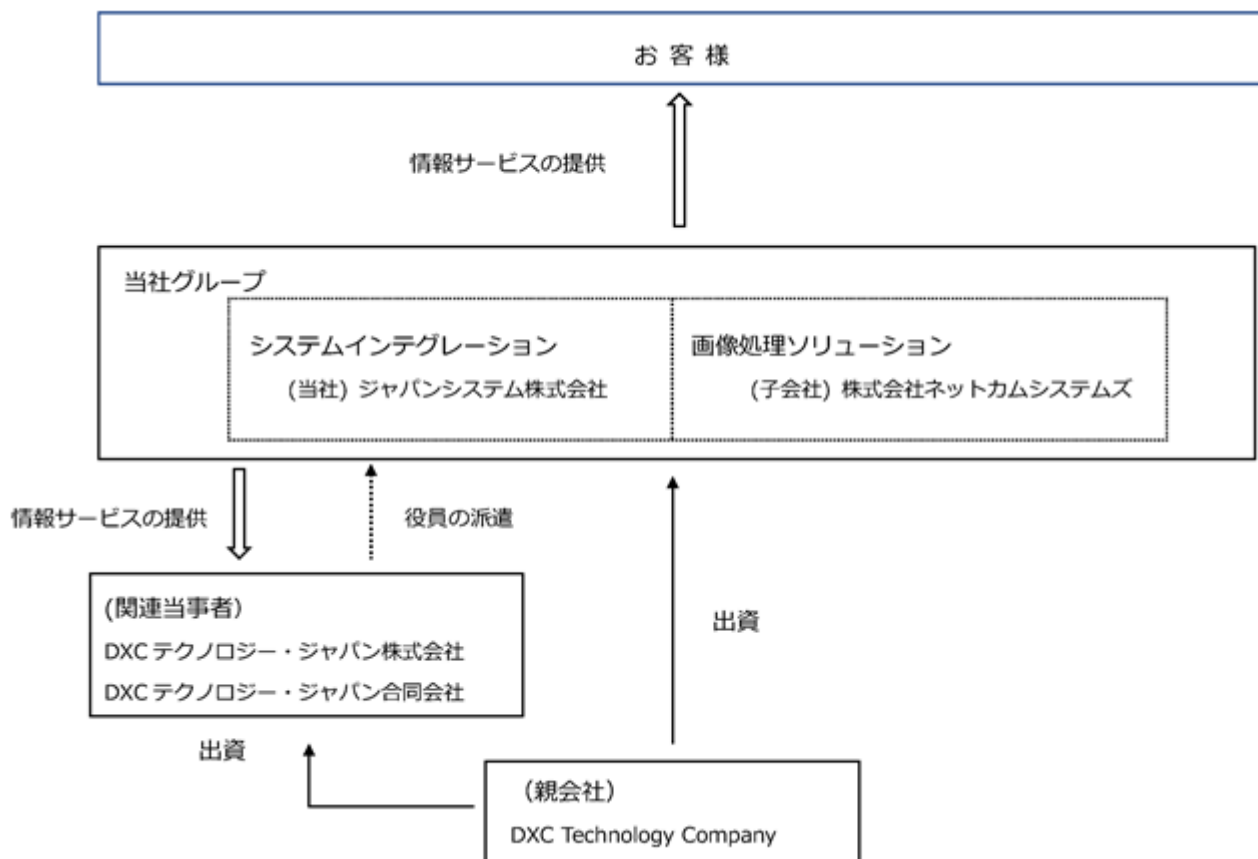 お 客 様
情報サービスの提供
当社グループ
システムインテグレーション
(当社) ジャパンシステム株式会社
画像処理ソリューション
(子会社) 株式会社ネットカムシステムズ
情報サービスの提供
役員の派遣
(関連当事者)
DXC テクノロジー・ジャパン株式会社
DXC テクノロジー・ジャパン合同会社
出資
出資
(親会社)
DXC Technology Company